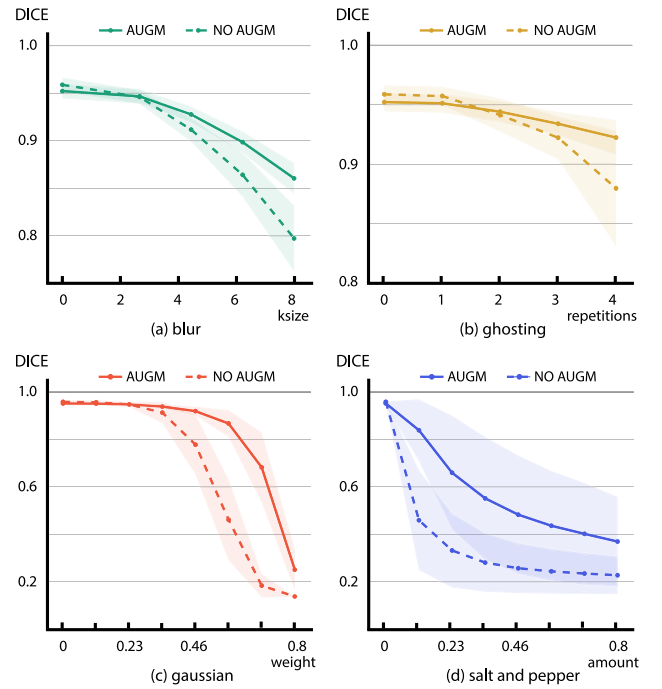 DICE
AUGM NO AUGM
1.0
0.9
0.8
0 2 4 6 8
ksize
(a) blur
DICE
AUGM NO AUGM
1.0
0.9
0.8
0 1 2 3 4
repetitions
(b) ghosting
DICE
AUGM NO AUGM
1.0
0.6
0.2
0 0.23 0.46 0.8
weight
(c) gaussian
DICE
AUGM NO AUGM
1.0
0.6
0.2
0 0.23 0.46 0.8
amount
(d) salt and pepper